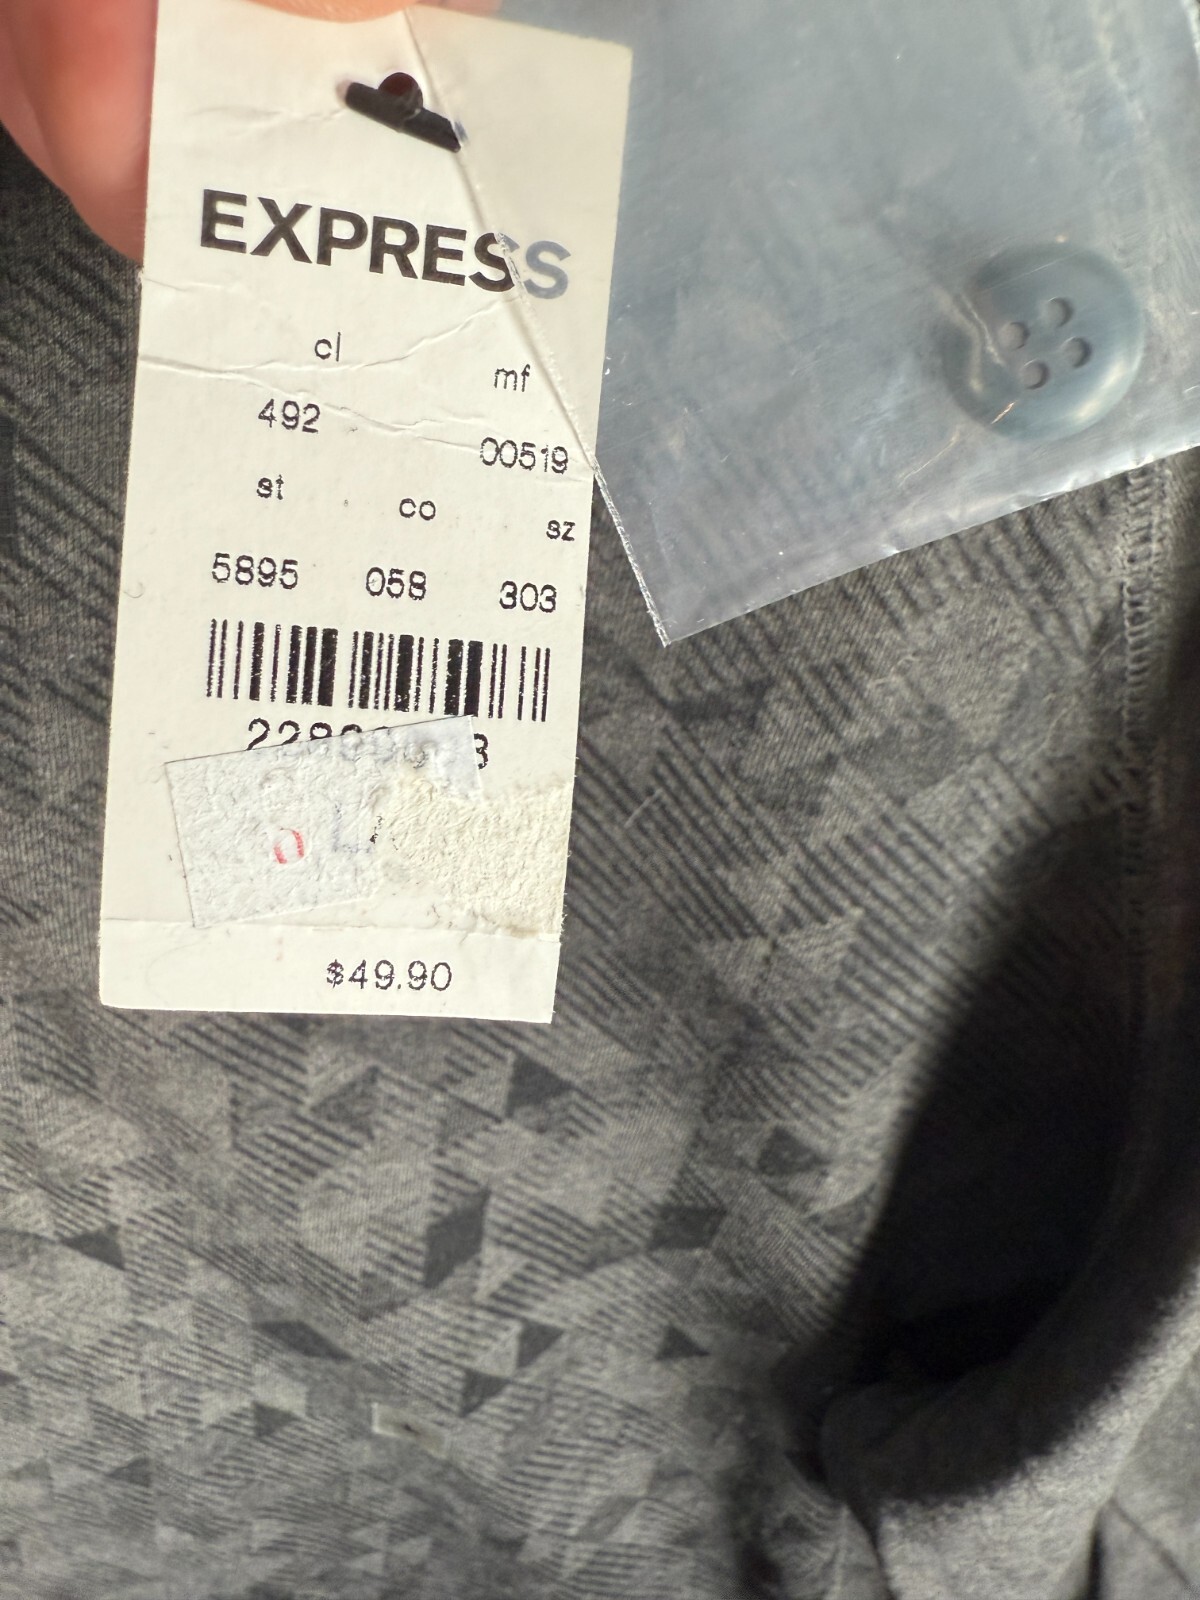 EXPRESS
cl mf
492 00519
st co sz
5895 058 303
$49.90